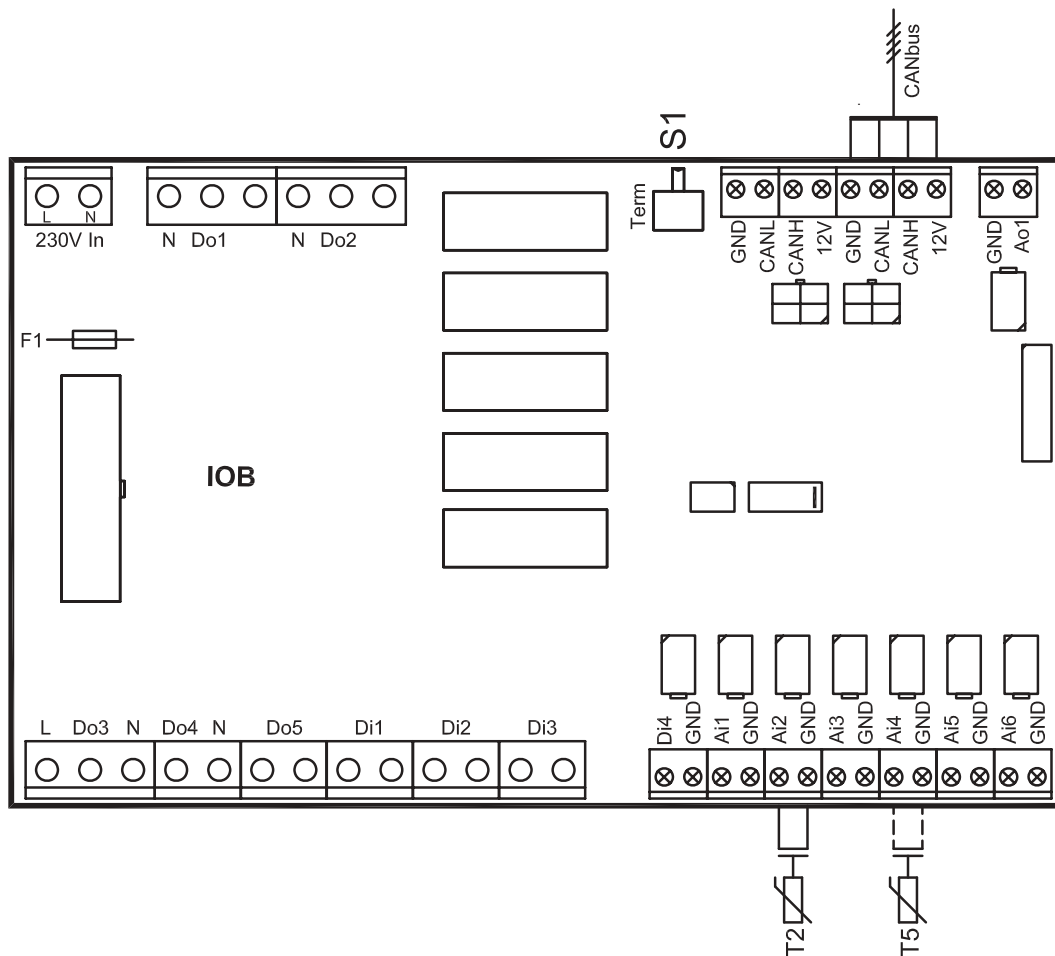 CANbus
S1
Term
L N
230V In
N Do1 N Do2
GND CANL CANH 12V GND CANL CANH 12V
GND Ao1
F1
IOB
L Do3 N Do4 N Do5 Di1 Di2 Di3
Di4 GND Ai1 GND Ai2 GND Ai3 GND Ai4 GND Ai5 GND Ai6 GND
T2 T5